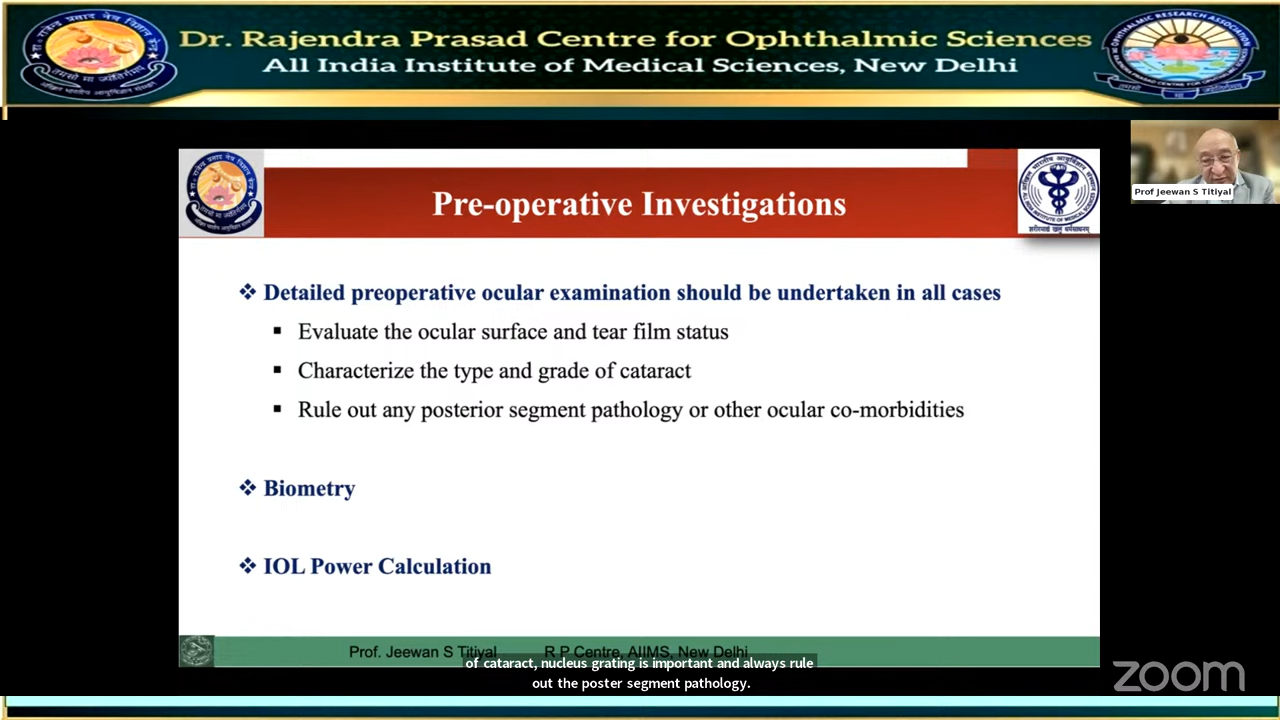 Dr. Rajendra Prasad Centre for Ophthalmic Sciences
All India Institute of Medical Sciences, New Delhi
Prof Jeewan S Titiyal
Pre-operative Investigations
❖ Detailed preoperative ocular examination should be undertaken in all cases
▪ Evaluate the ocular surface and tear film status
▪ Characterize the type and grade of cataract
▪ Rule out any posterior segment pathology or other ocular co-morbidities
❖ Biometry
❖ IOL Power Calculation
Prof. Jeewan S Titiyal R P Centre, AIIMS, New Delhi
of cataract, nucleus grating is important and always rule
out the poster segment pathology.
zoom